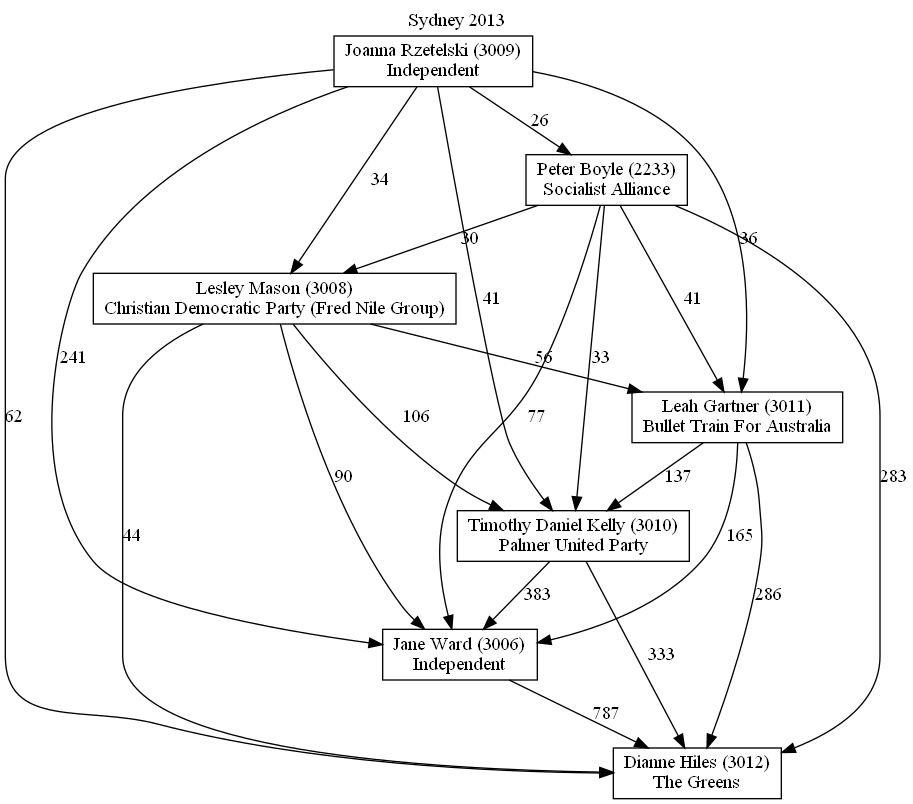 Sydney 2013
Joanna Rzetelski (3009)
Independent
26
Peter Boyle (2233)
Socialist Alliance
34
30
36
Lesley Mason (3008)
Christian Democratic Party (Fred Nile Group)
41
41
241
56
33
Leah Gartner (3011)
Bullet Train For Australia
62
106
77
90
137
283
Timothy Daniel Kelly (3010)
Palmer United Party
44
165
383
286
Jane Ward (3006)
Independent
333
787
Dianne Hiles (3012)
The Greens